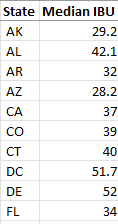 State Median IBU
AK 29.2
AL 42.1
AR 32
AZ 28.2
CA 37
CO 39
CT 40
DC 51.7
DE 52
FL 34